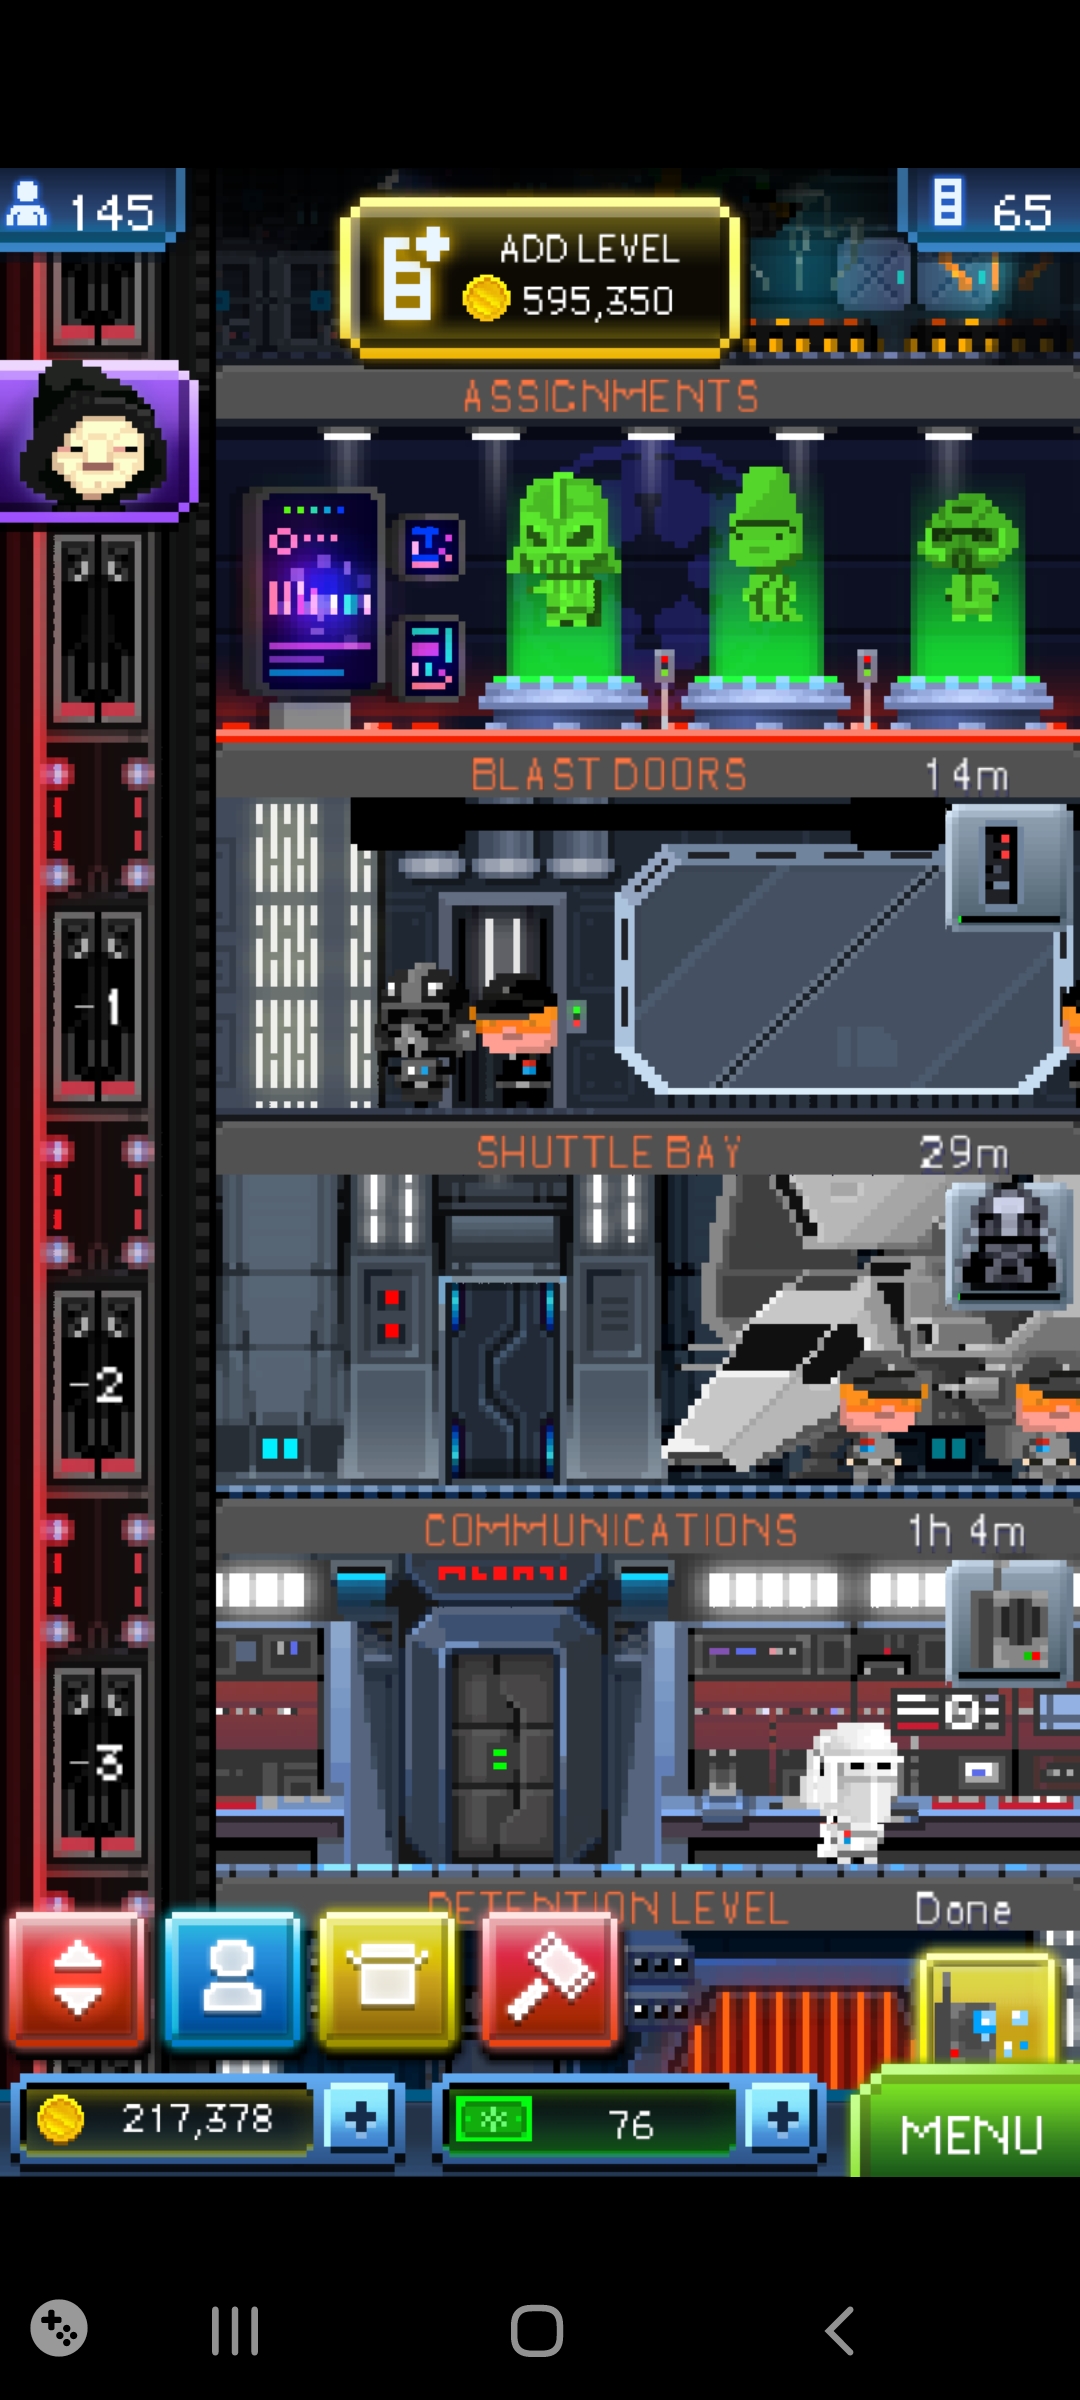 145
65
ADD LEVEL
595,350
ASSIGNMENTS
BLAST DOORS 14m
-1
SHUTTLE BAY 29m
-2
COMMUNICATIONS 1h 4m
-3
DETENTION LEVEL Done
217,378
76
MENU